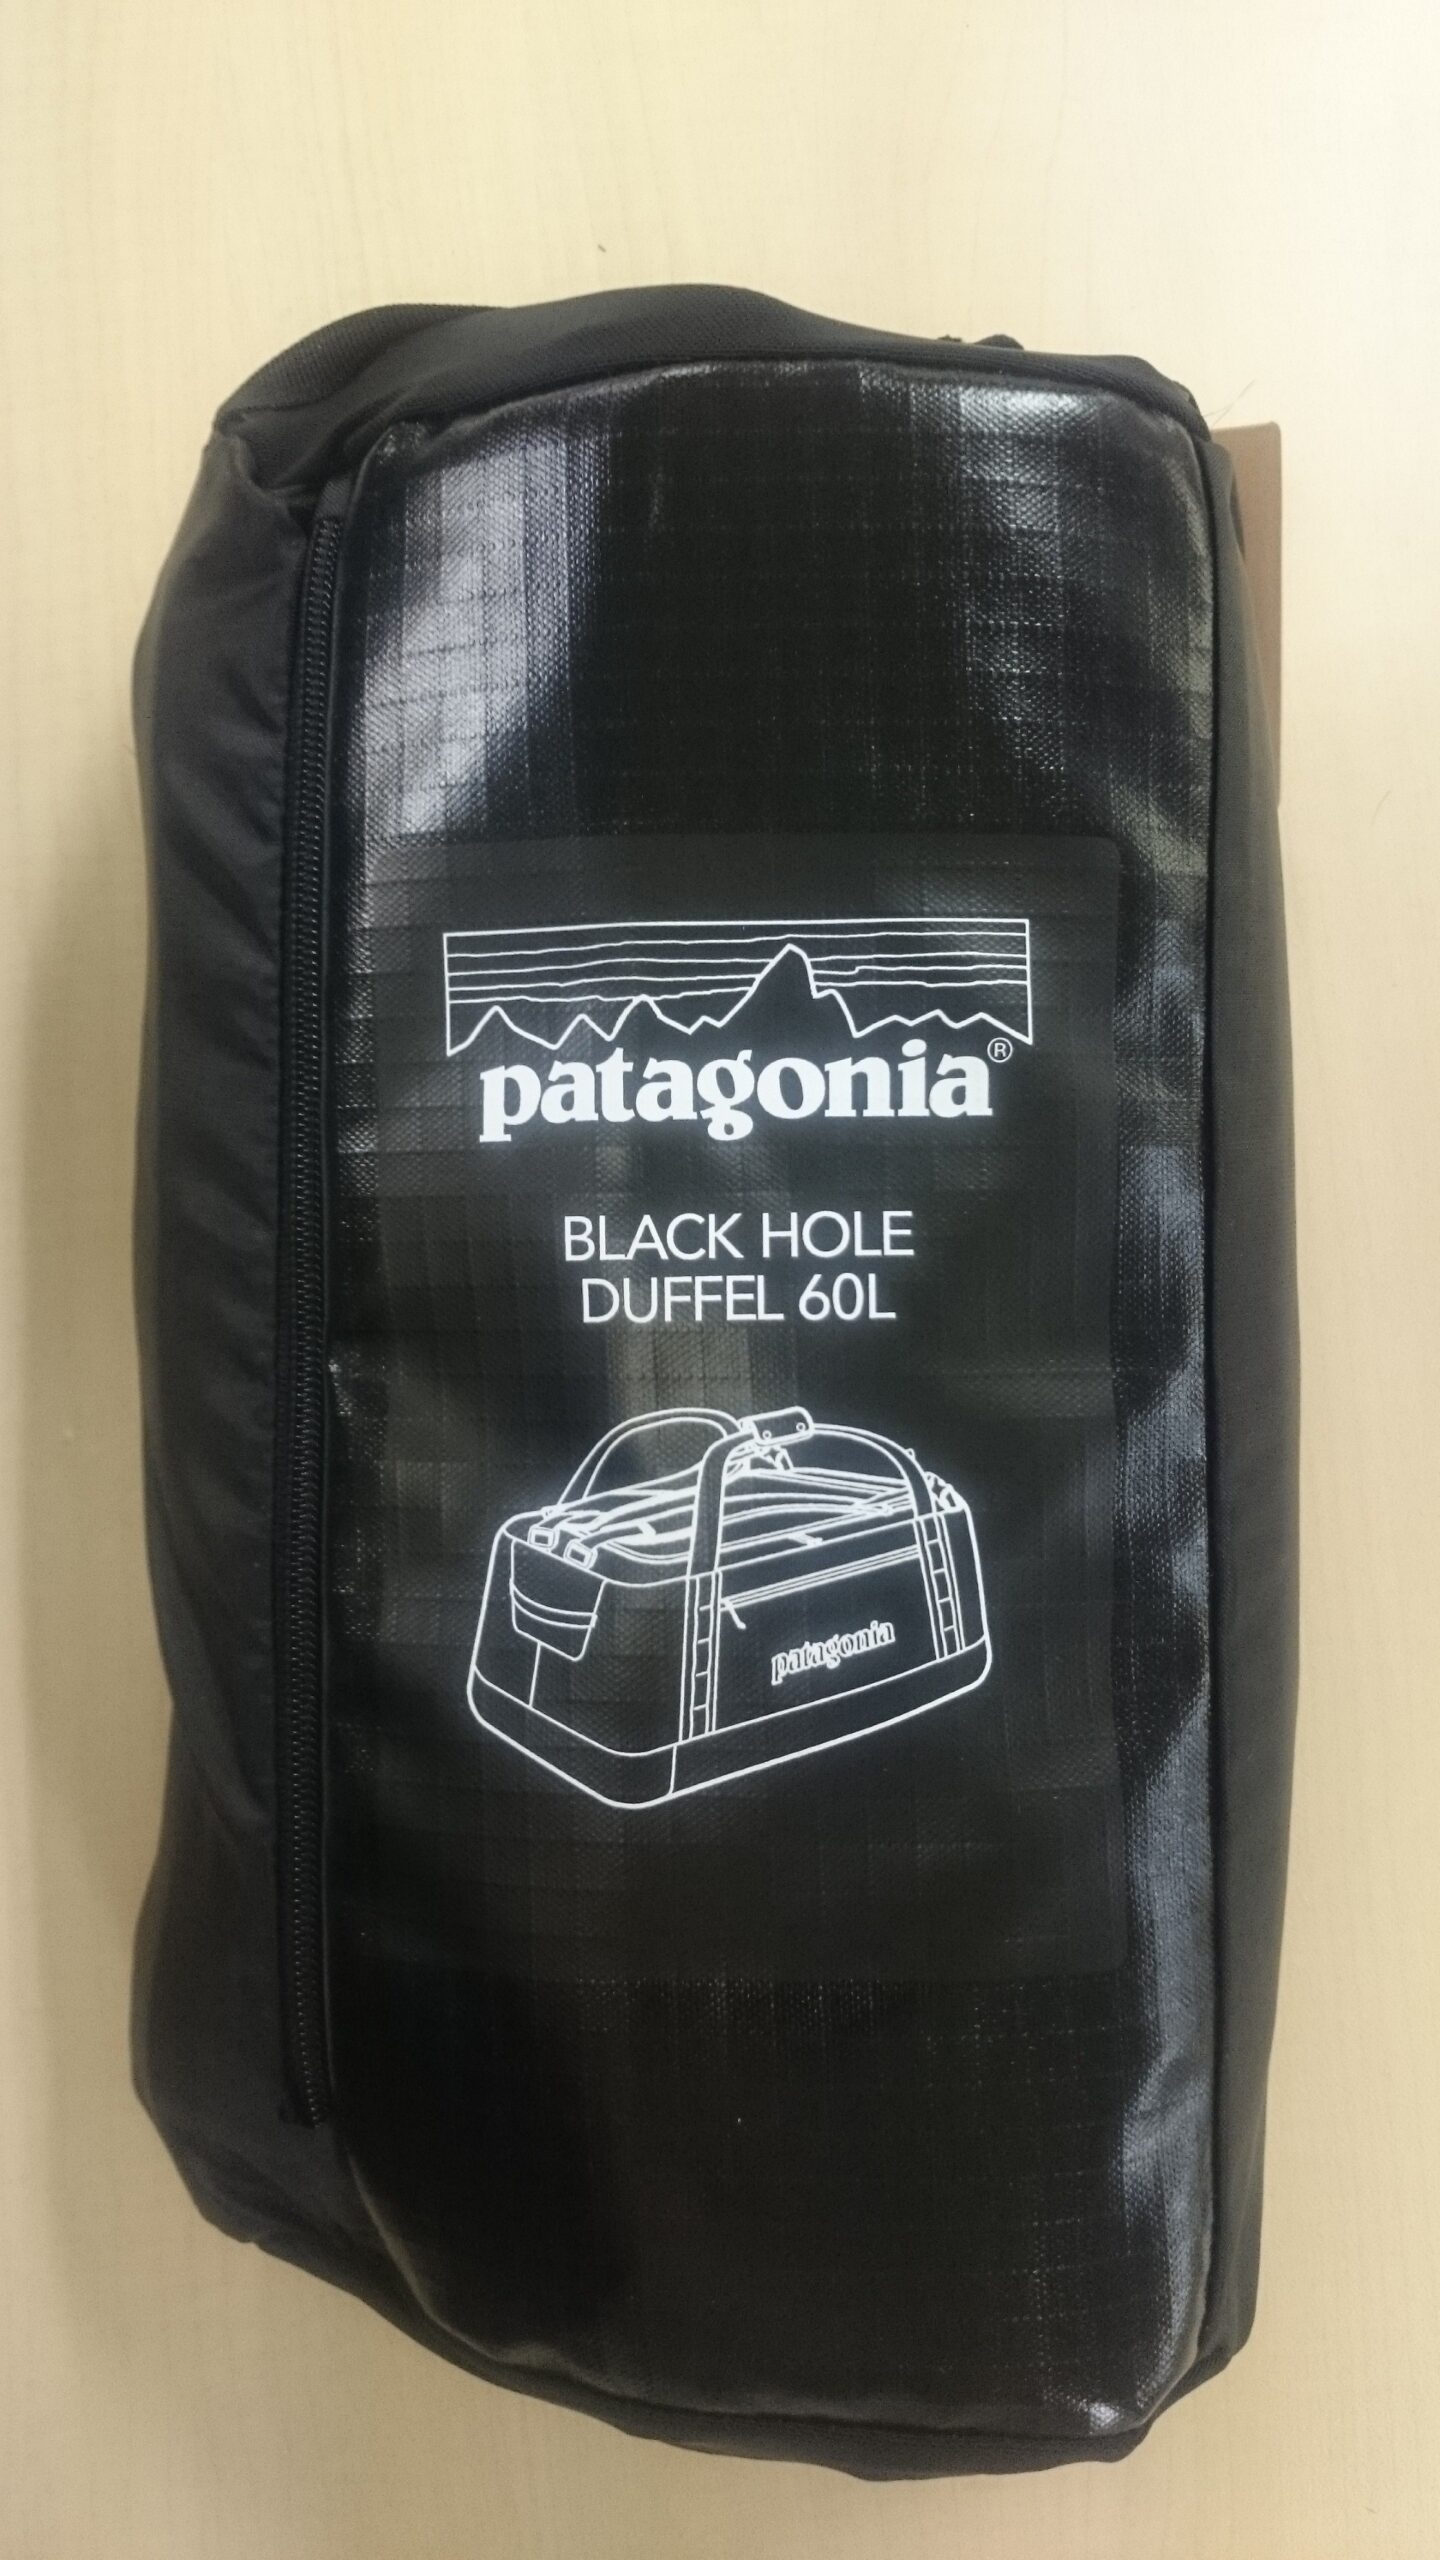 patagonia®
BLACK HOLE
DUFFEL 60L
patagonia